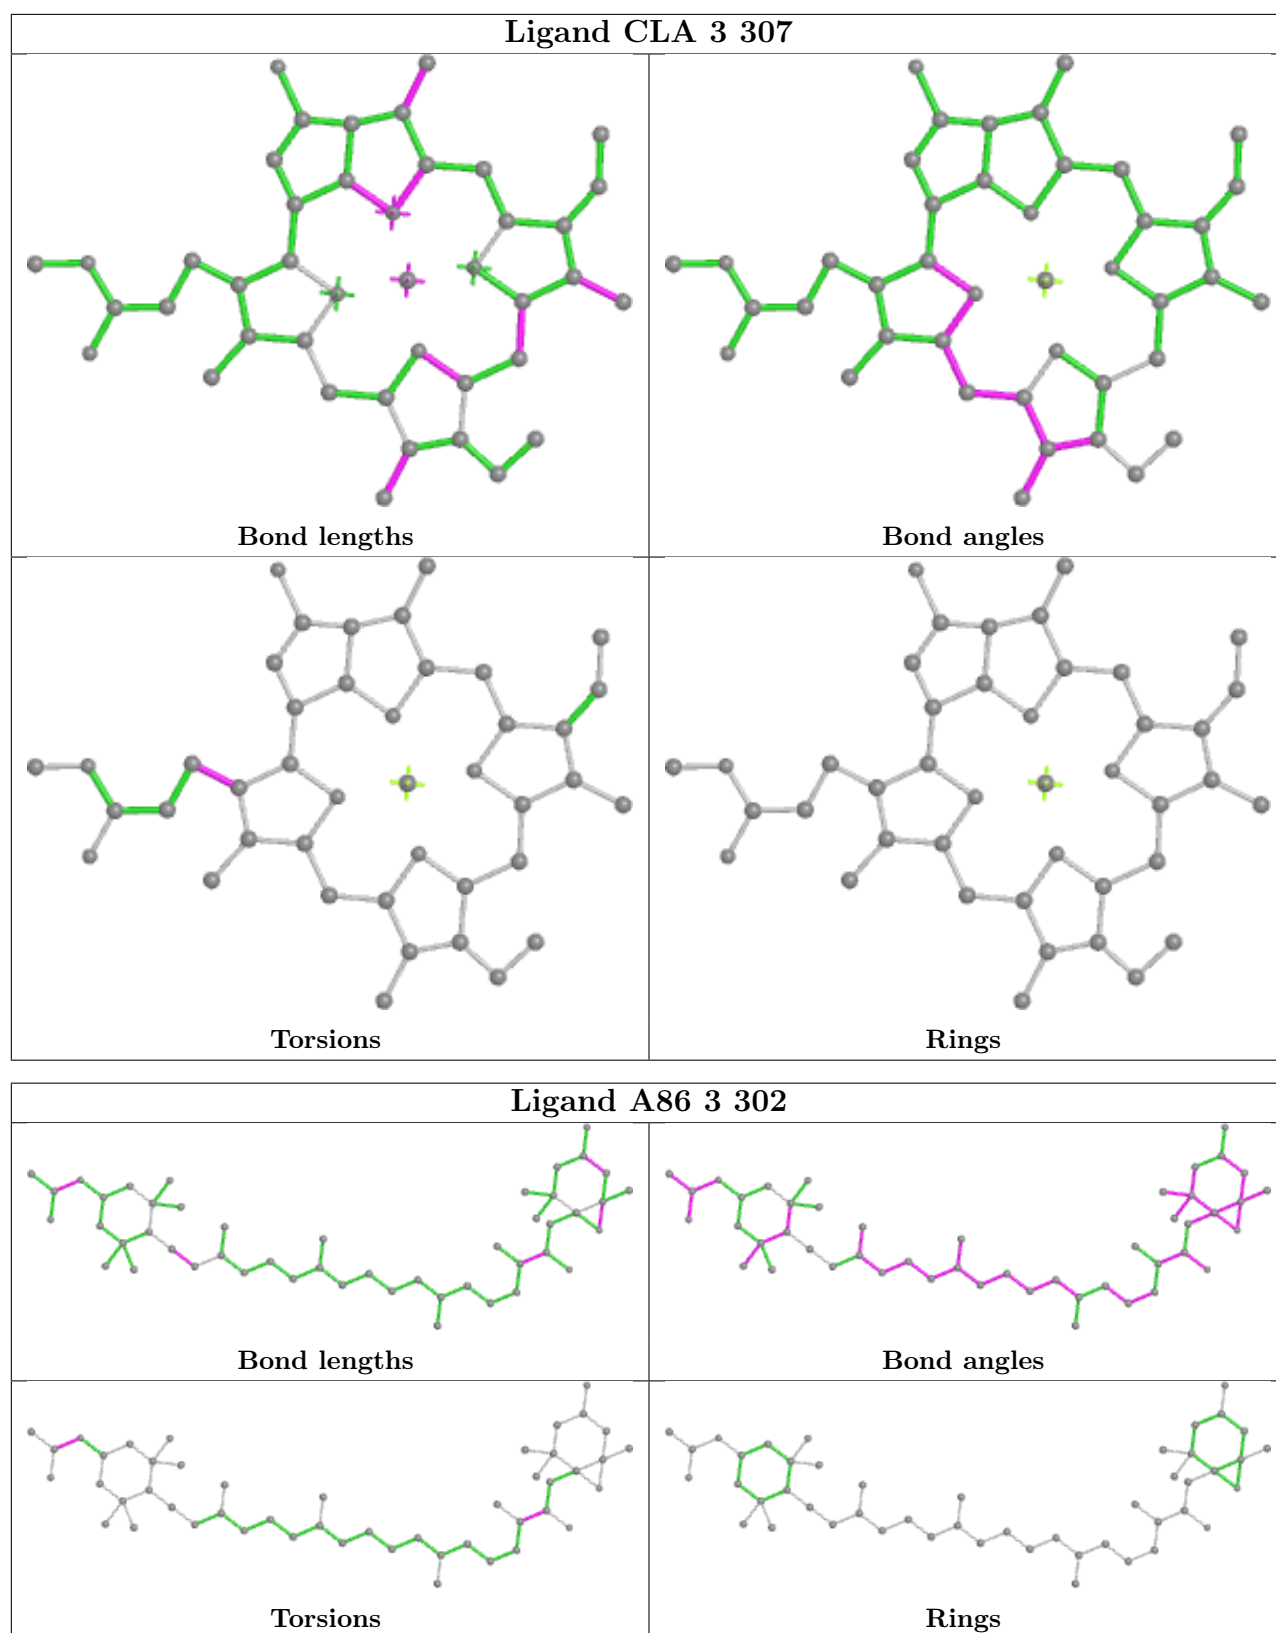 Ligand CLA 3 307
Bond lengths
Bond angles
Torsions
Rings
Ligand A86 3 302
Bond lengths
Bond angles
Torsions
Rings